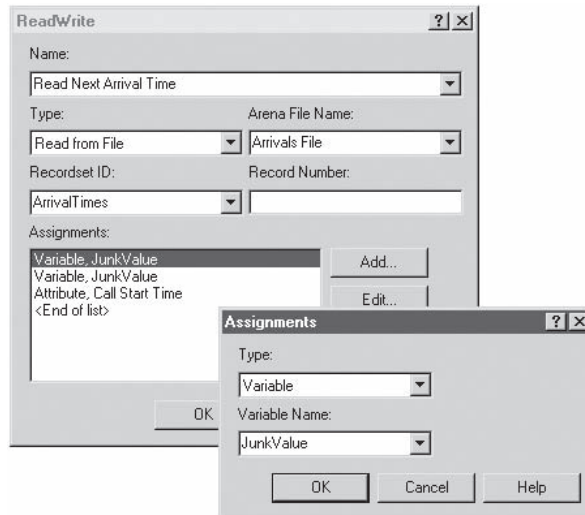 ReadWrite ? X
Name:
Read Next Arrival Time
Type: Arena File Name:
Read from File Arrivals File
Recordset ID: Record Number:
ArrivalTimes
Assignments:
Variable, JunkValue
Variable, JunkValue
Attribute, Call Start Time
<End of list>
Add...
Edit...
OK
Assignments ? X
Type:
Variable
Variable Name:
JunkValue
OK Cancel Help